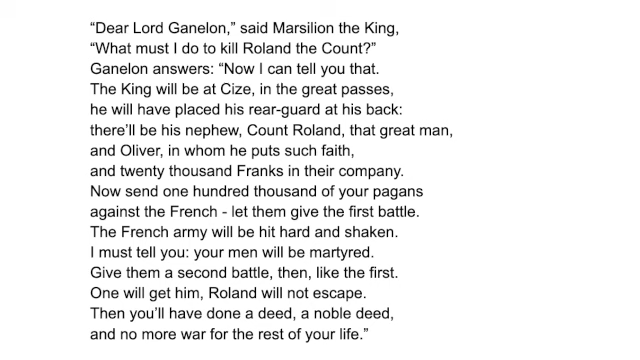 “Dear Lord Ganelon,” said Marsilion the King,
“What must I do to kill Roland the Count?”
Ganelon answers: “Now I can tell you that.
The King will be at Cize, in the great passes,
he will have placed his rear-guard at his back:
there’ll be his nephew, Count Roland, that great man,
and Oliver, in whom he puts such faith,
and twenty thousand Franks in their company.
Now send one hundred thousand of your pagans
against the French - let them give the first battle.
The French army will be hit hard and shaken.
I must tell you: your men will be martyred.
Give them a second battle, then, like the first.
One will get him, Roland will not escape.
Then you’ll have done a deed, a noble deed,
and no more war for the rest of your life.”